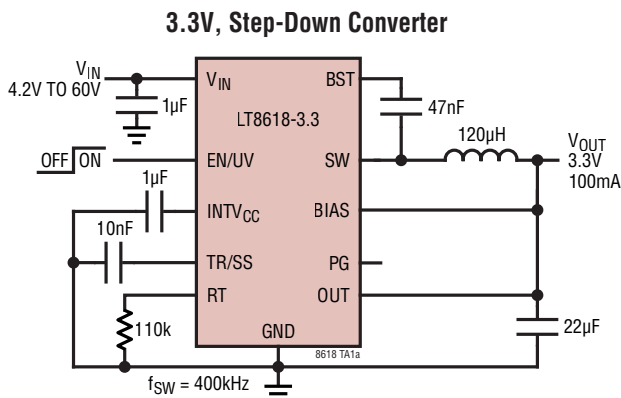 3.3V, Step-Down Converter
VIN
4.2V TO 60V
1µF
OFF ON
1µF
10nF
110k
fSW = 400kHz
VIN
BST
LT8618-3.3
EN/UV
SW
INTVCC
BIAS
TR/SS
PG
RT
OUT
GND
8618 TA1a
47nF
120µH
VOUT
3.3V
100mA
22µF